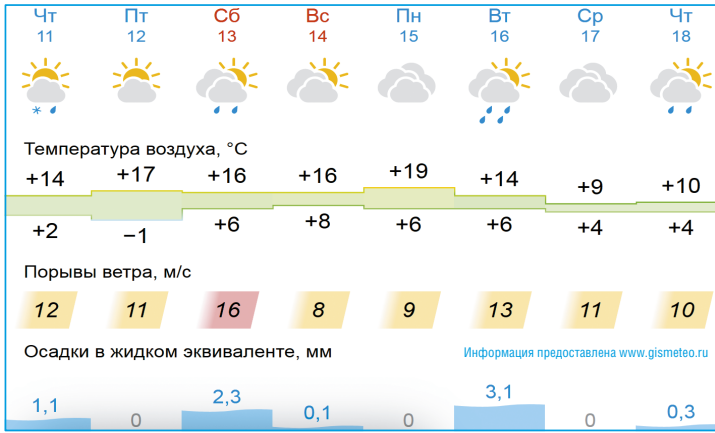 Чт Пт Сб Вс Пн Вт Ср Чт
11 12 13 14 15 16 17 18
Температура воздуха, °C
+14 +17 +16 +16 +19 +14 +9 +10
+2 −1 +6 +8 +6 +6 +4 +4
Порывы ветра, м/с
12 11 16 8 9 13 11 10
Осадки в жидком эквиваленте, мм Информация предоставлена www.gismeteo.ru
1,1 0 2,3 0,1 0 3,1 0 0,3